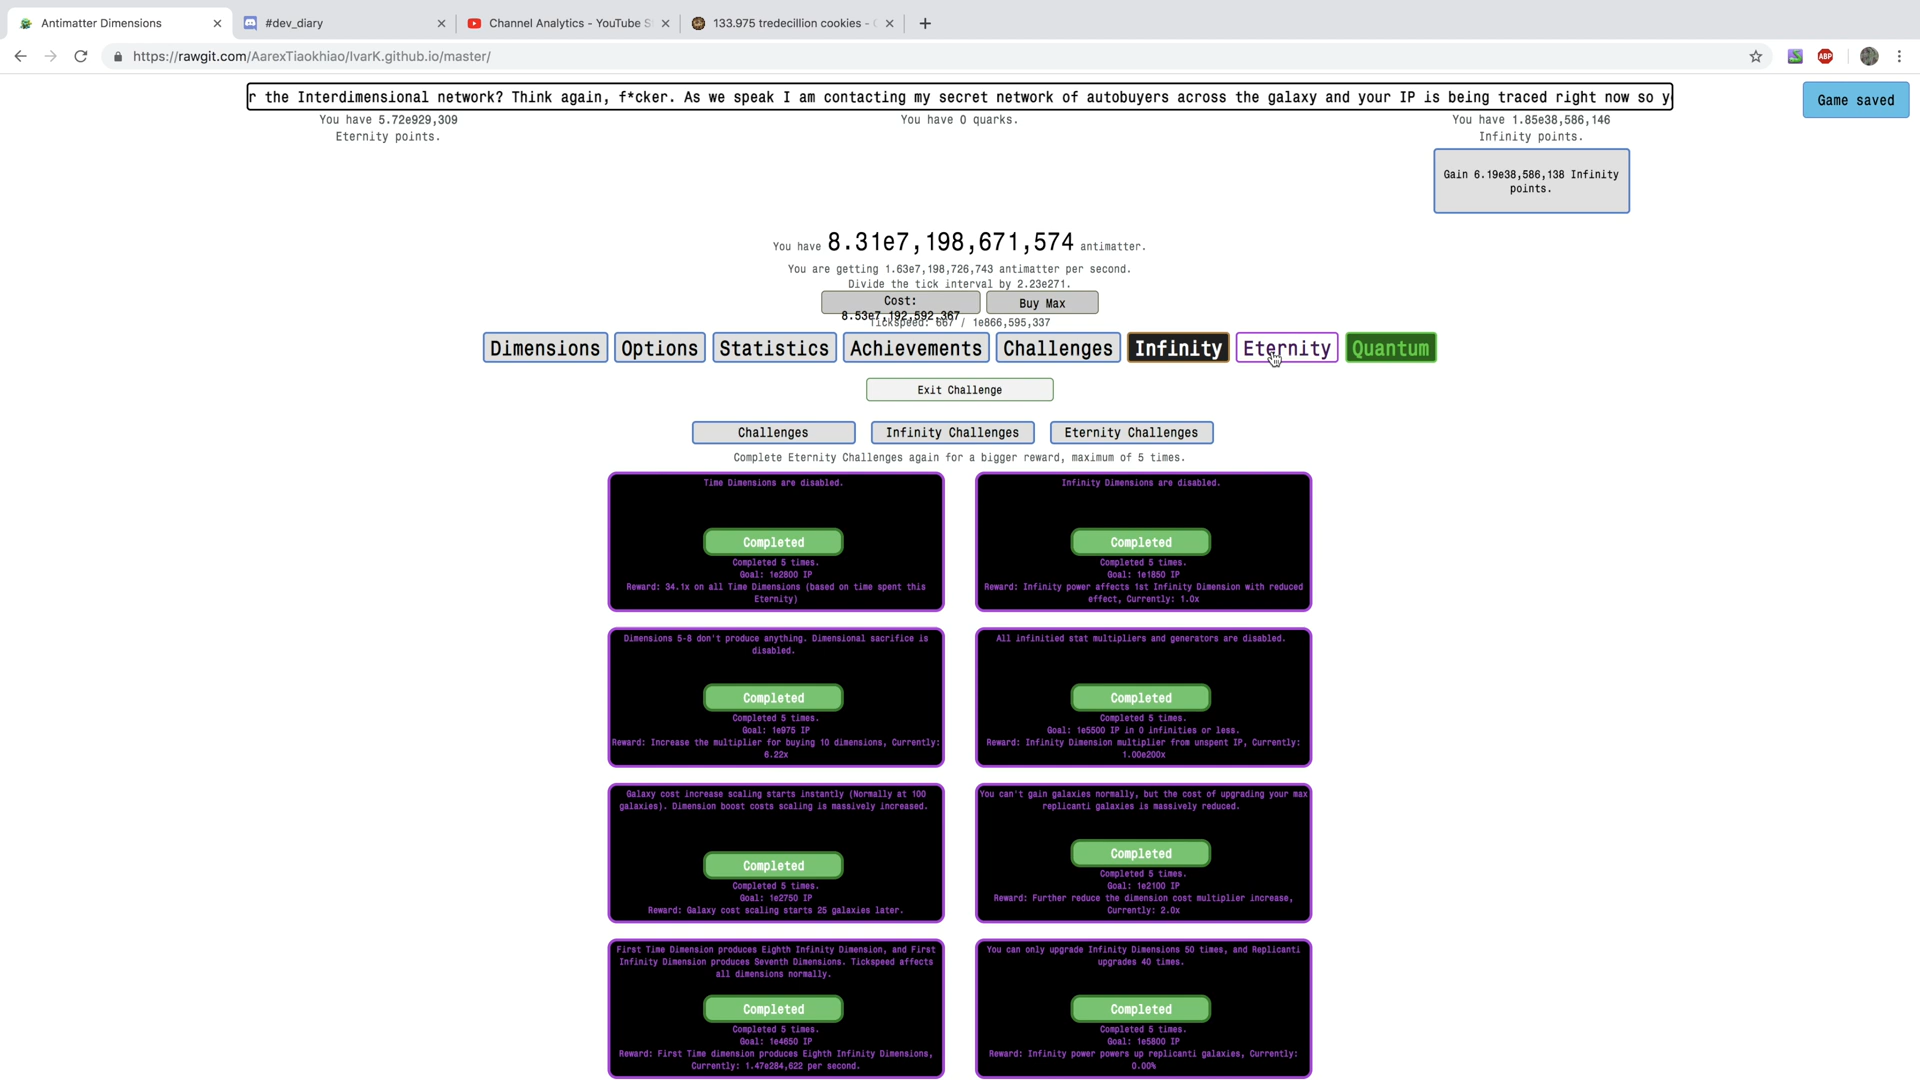 Antimatter Dimensions
#dev_diary
Channel Analytics - YouTube S
133.975 tredecillion cookies -
https://rawgit.com/AarexTiaokhiao/IvarK.github.io/master/
ABP
r the Interdimensional network? Think again, f*cker. As we speak I am contacting my secret network of autobuyers across the galaxy and your IP is being traced right now so y
Game saved
You have 5.72e929,309
Eternity points.
You have 0 quarks.
You have 1.85e38,586,146
Infinity points.
Gain 6.19e38,586,138 Infinity
points.
You have 8.31e7,198,671,574 antimatter.
You are getting 1.63e7,198,726,743 antimatter per second.
Divide the tick interval by 2.23e271.
Cost:
8.53e7,192,592,367
Buy Max
Tickspeed: 667 / 1e866,595,337
Dimensions
Options
Statistics
Achievements
Challenges
Infinity
Eternity
Quantum
Exit Challenge
Challenges
Infinity Challenges
Eternity Challenges
Complete Eternity Challenges again for a bigger reward, maximum of 5 times.
Time Dimensions are disabled.
Completed
Completed 5 times.
Goal: 1e2800 IP
Reward: 34.1x on all Time Dimensions (based on time spent this
Eternity)
Infinity Dimensions are disabled.
Completed
Completed 5 times.
Goal: 1e1850 IP
Reward: Infinity power affects 1st Infinity Dimension with reduced
effect, Currently: 1.0x
Dimensions 5-8 don't produce anything. Dimensional sacrifice is
disabled.
Completed
Completed 5 times.
Goal: 1e975 IP
Reward: Increase the multiplier for buying 10 dimensions, Currently:
6.22x
All infinitied stat multipliers and generators are disabled.
Completed
Completed 5 times.
Goal: 1e5500 IP in 0 infinities or less.
Reward: Infinity Dimension multiplier from unspent IP, Currently:
1.00e200x
Galaxy cost increase scaling starts instantly (Normally at 100
galaxies). Dimension boost costs scaling is massively increased.
Completed
Completed 5 times.
Goal: 1e2750 IP
Reward: Galaxy cost scaling starts 25 galaxies later.
You can't gain galaxies normally, but the cost of upgrading your max
replicanti galaxies is massively reduced.
Completed
Completed 5 times.
Goal: 1e2100 IP
Reward: Further reduce the dimension cost multiplier increase,
Currently: 2.0x
First Time Dimension produces Eighth Infinity Dimension, and First
Infinity Dimension produces Seventh Dimensions. Tickspeed affects
all dimensions normally.
Completed
Completed 5 times.
Goal: 1e4650 IP
Reward: First Time dimension produces Eighth Infinity Dimensions,
Currently: 1.47e284,622 per second.
You can only upgrade Infinity Dimensions 50 times, and Replicanti
upgrades 40 times.
Completed
Completed 5 times.
Goal: 1e5800 IP
Reward: Infinity power powers up replicanti galaxies, Currently:
0.00%